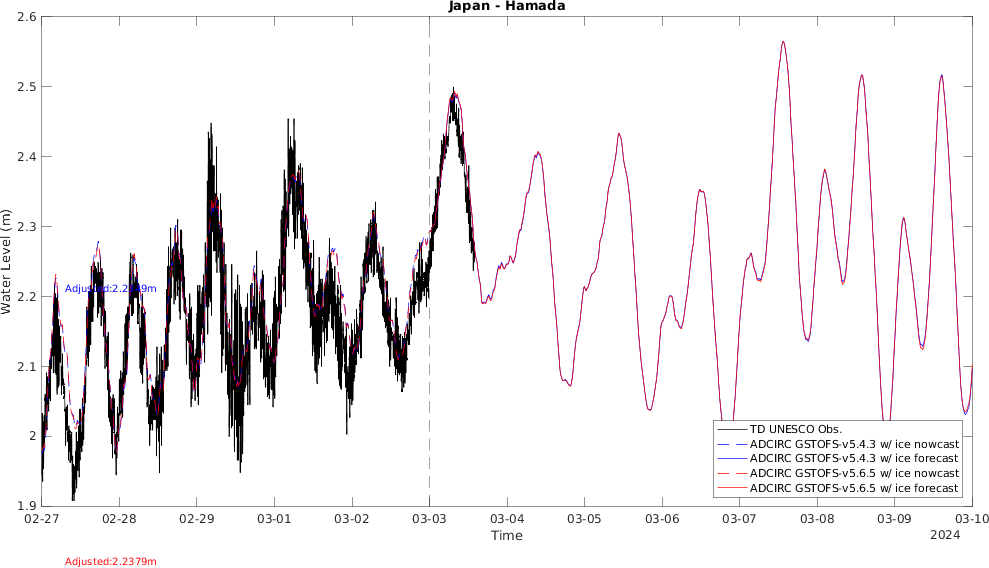 Japan - Hamada
2.6
2.5
2.4
2.3
2.2
2.1
2
1.9
Water Level (m)
02-27 02-28 02-29 03-01 03-02 03-03 03-04 03-05 03-06 03-07 03-08 03-09 03-10
Time
2024
TD UNESCO Obs.
ADCIRC GSTOFS-v5.4.3 w/ ice nowcast
ADCIRC GSTOFS-v5.4.3 w/ ice forecast
ADCIRC GSTOFS-v5.6.5 w/ ice nowcast
ADCIRC GSTOFS-v5.6.5 w/ ice forecast
Adjusted:2.2379m